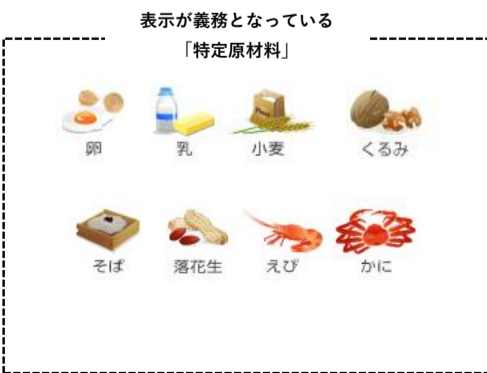 表示が義務となっている
「特定原材料」
卵 乳 小麦 くるみ
そば 落花生 えび かに